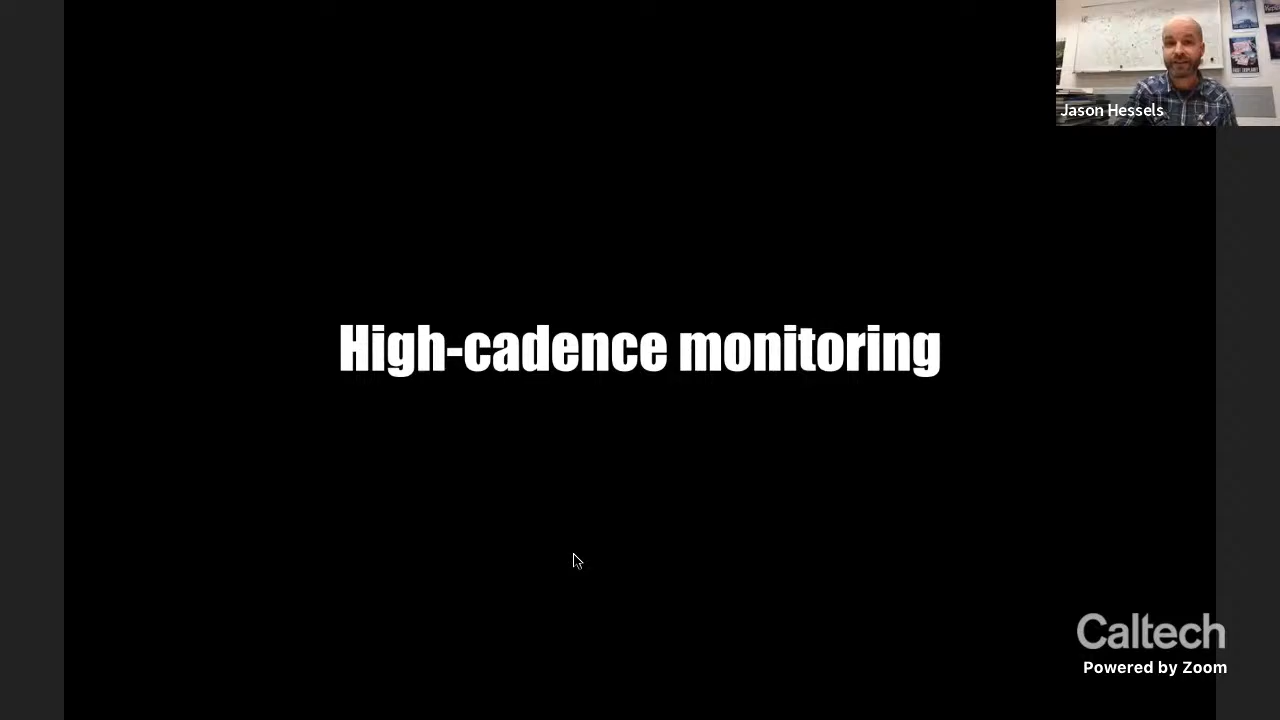 Jason Hessels
High-cadence monitoring
Caltech
Powered by Zoom